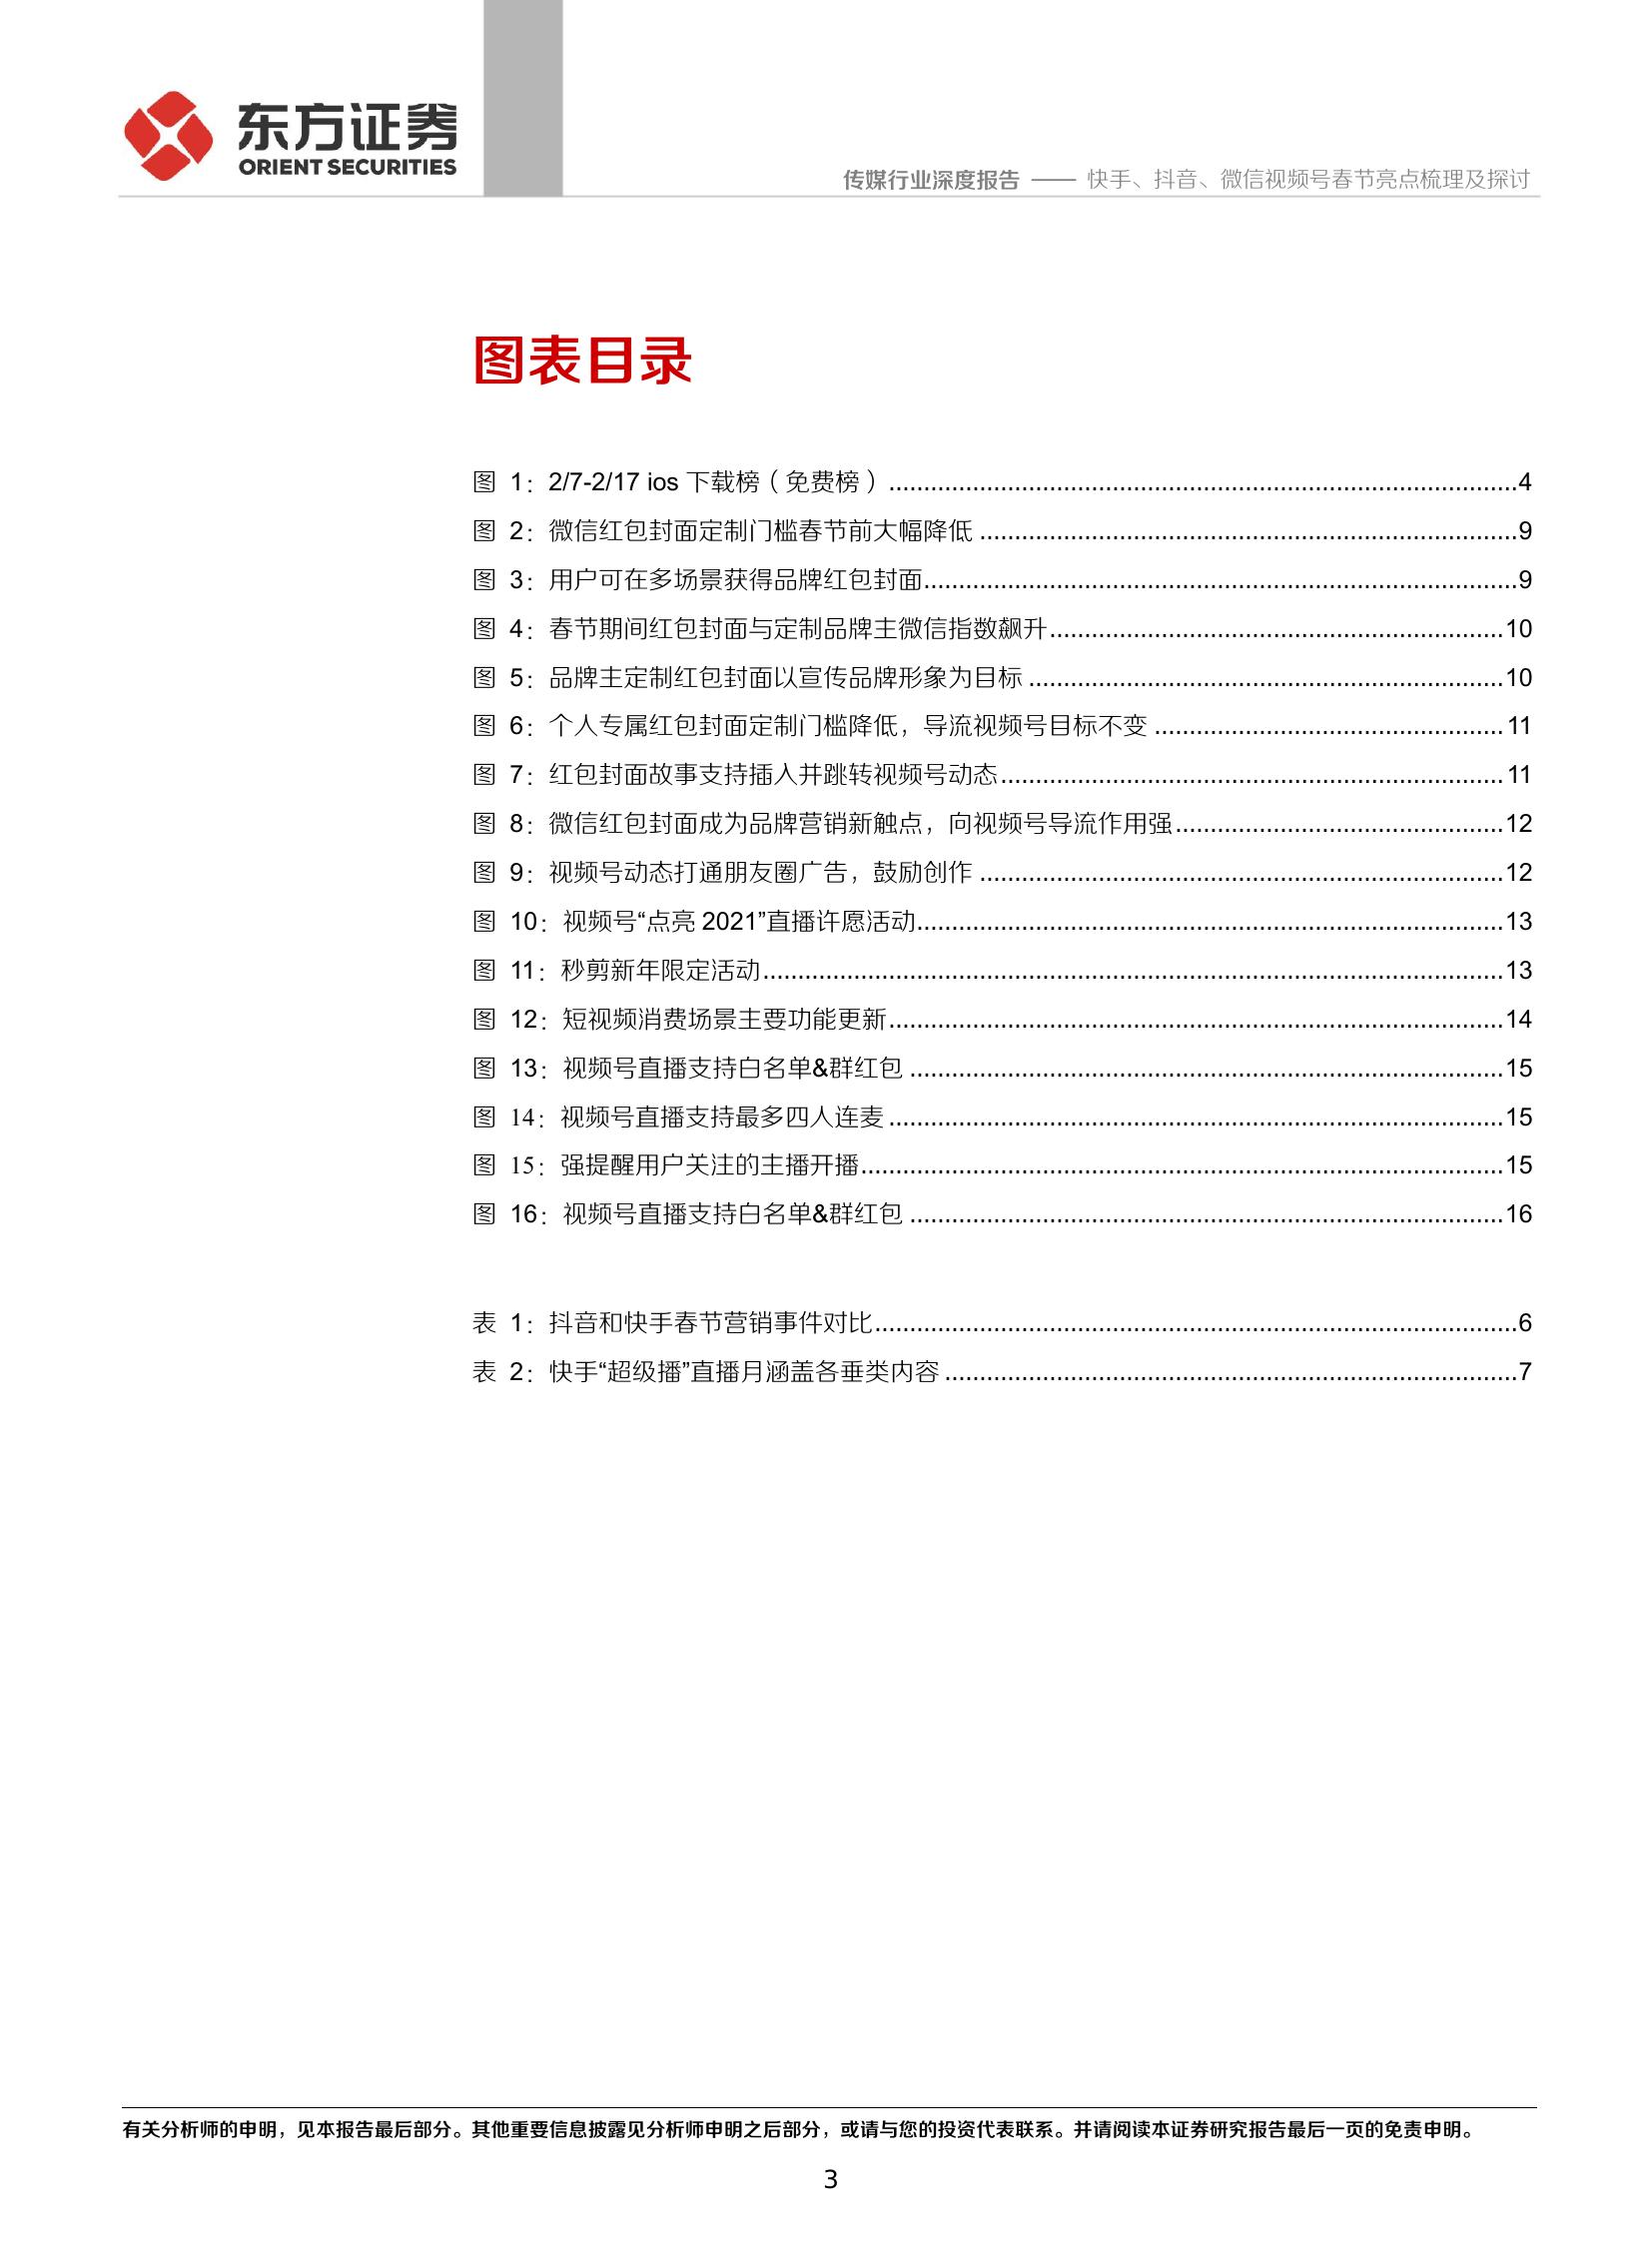 东方证券
ORIENT SECURITIES
传媒行业深度报告 —— 快手、抖音、微信视频号春节亮点梳理及探讨
图表目录
图 1：2/7-2/17 ios 下载榜（免费榜）..........4
图 2：微信红包封面定制门槛春节前大幅降低..........9
图 3：用户可在多场景获得品牌红包封面..........9
图 4：春节期间红包封面与定制品牌主微信指数飙升..........10
图 5：品牌主定制红包封面以宣传品牌形象为目标..........10
图 6：个人专属红包封面定制门槛降低，导流视频号目标不变..........11
图 7：红包封面故事支持插入并跳转视频号动态..........11
图 8：微信红包封面成为品牌营销新触点，向视频号导流作用强..........12
图 9：视频号动态打通朋友圈广告，鼓励创作..........12
图 10：视频号“点亮 2021”直播许愿活动..........13
图 11：秒剪新年限定活动..........13
图 12：短视频消费场景主要功能更新..........14
图 13：视频号直播支持白名单&群红包..........15
图 14：视频号直播支持最多四人连麦..........15
图 15：强提醒用户关注的主播开播..........15
图 16：视频号直播支持白名单&群红包..........16
表 1：抖音和快手春节营销事件对比..........6
表 2：快手“超级播”直播月涵盖各垂类内容..........7
有关分析师的申明，见本报告最后部分。其他重要信息披露见分析师申明之后部分，或请与您的投资代表联系。并请阅读本证券研究报告最后一页的免责申明。
3